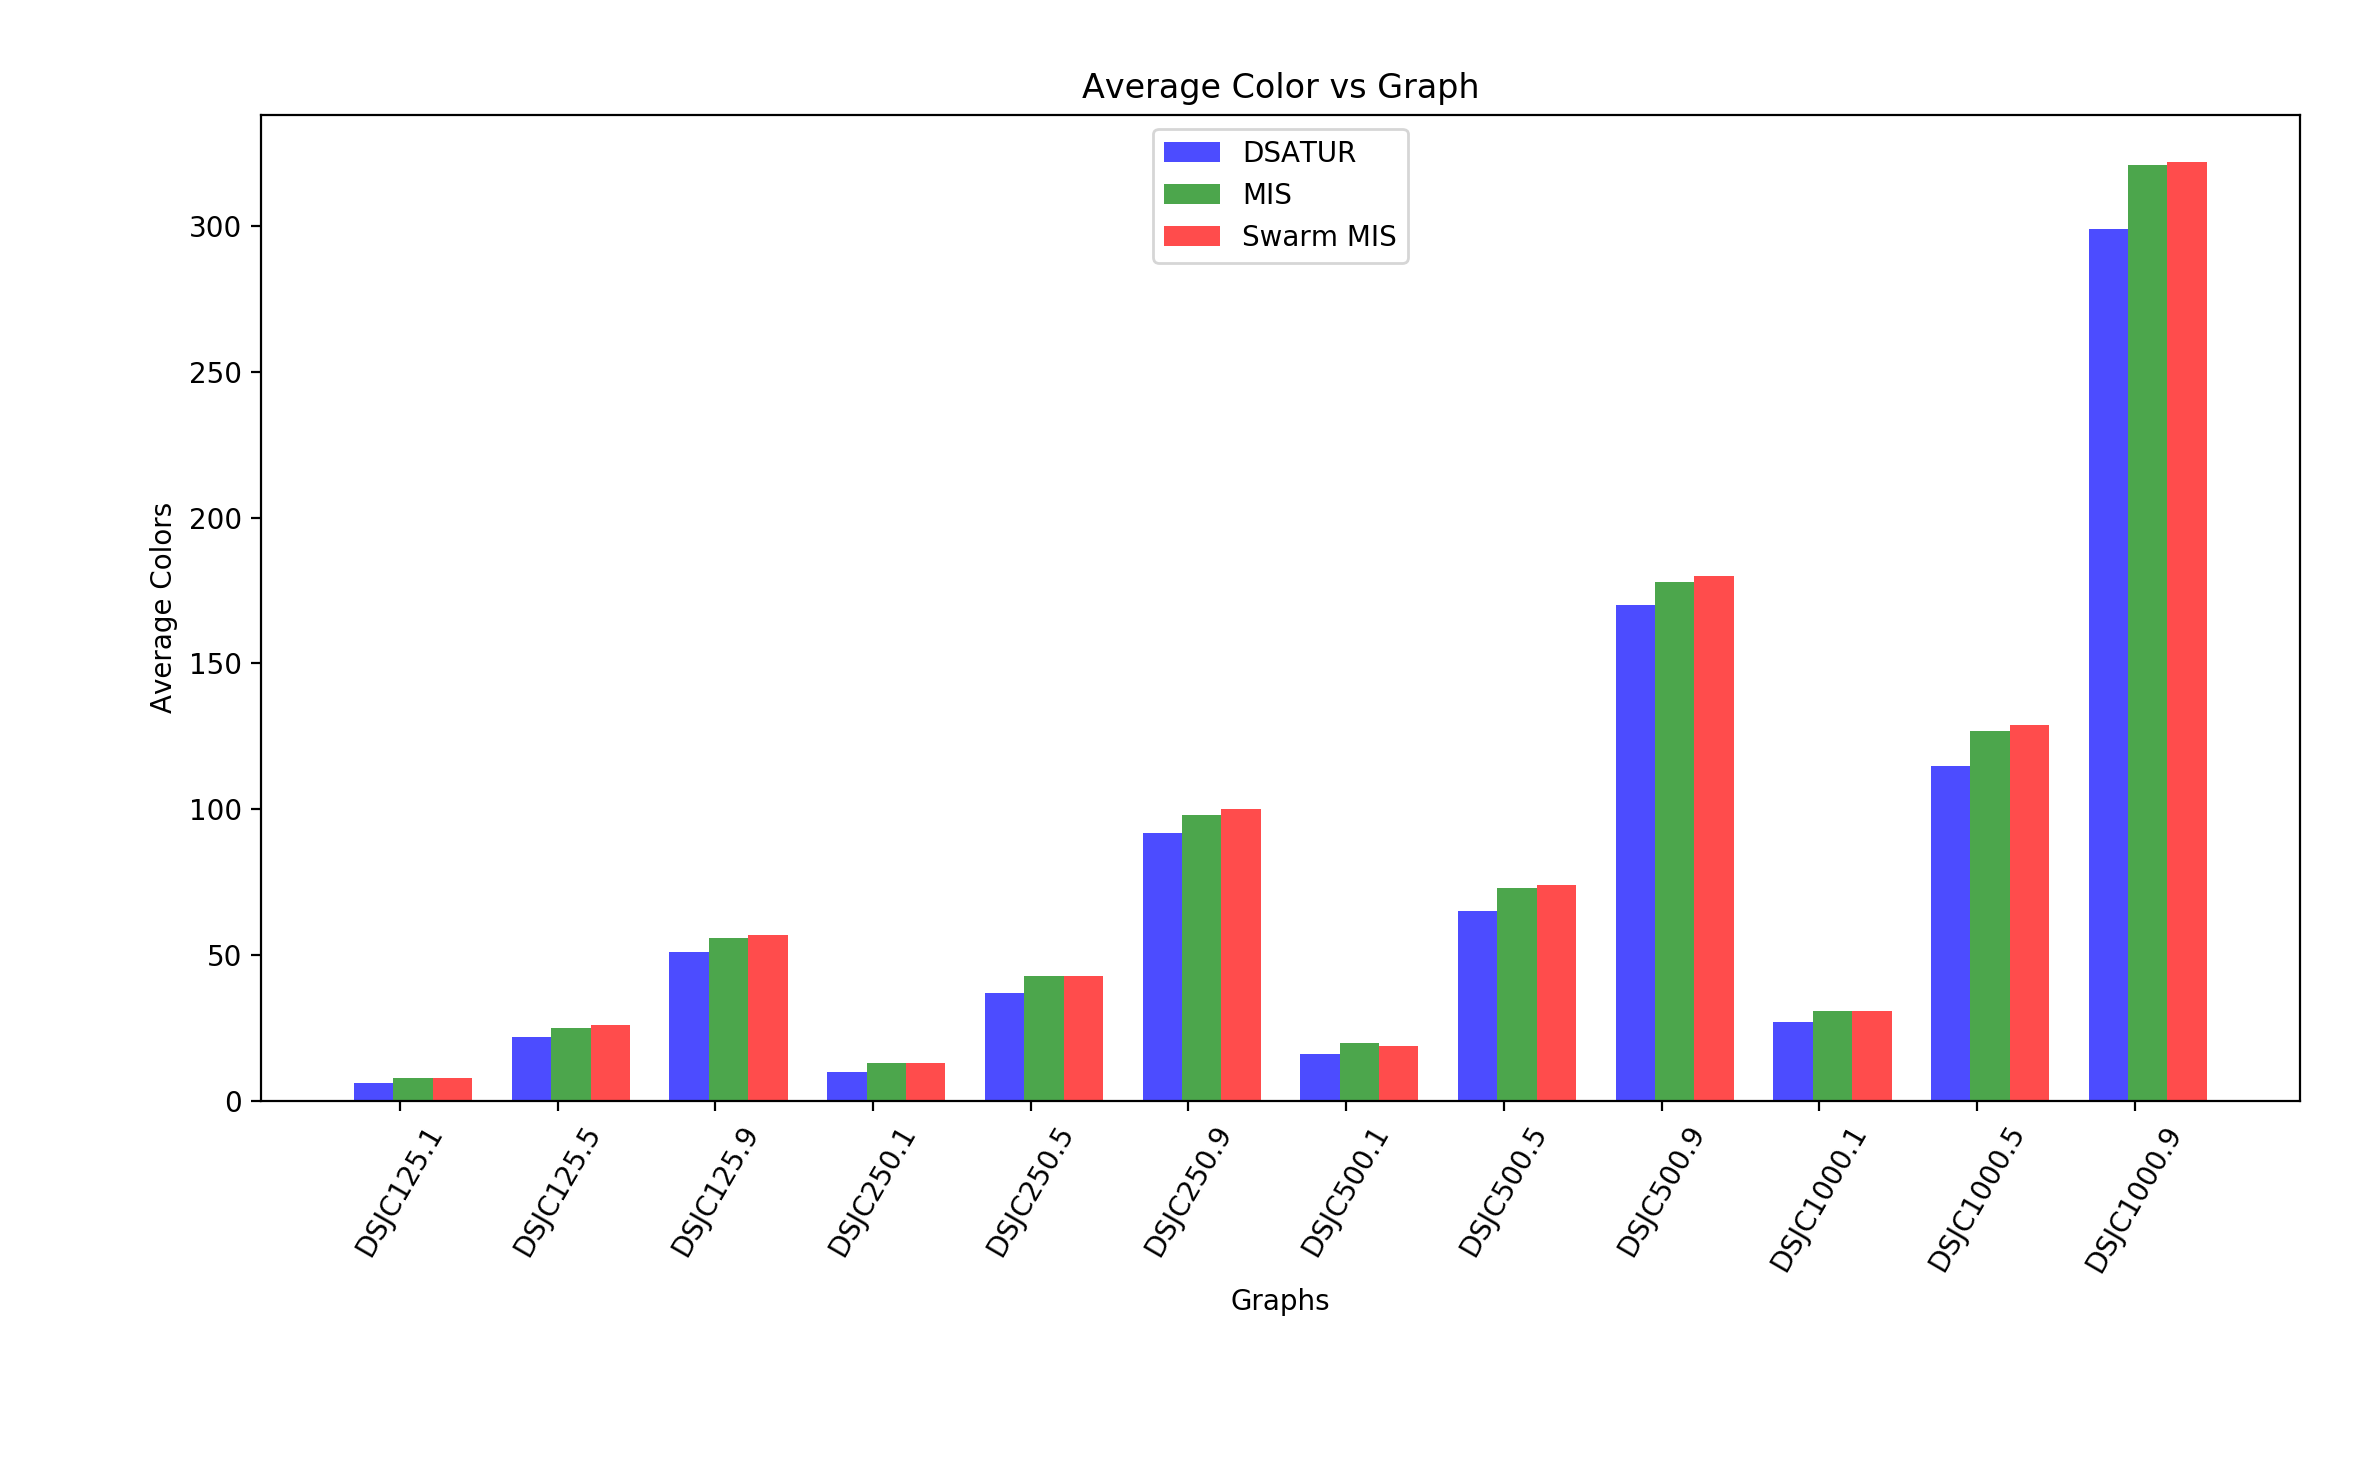 Average Color vs Graph
DSATUR
MIS
Swarm MIS
Average Colors
300
250
200
150
100
50
0
DSJC125.1
DSJC125.5
DSJC125.9
DSJC250.1
DSJC250.5
DSJC250.9
DSJC500.1
DSJC500.5
DSJC500.9
DSJC1000.1
DSJC1000.5
DSJC1000.9
Graphs